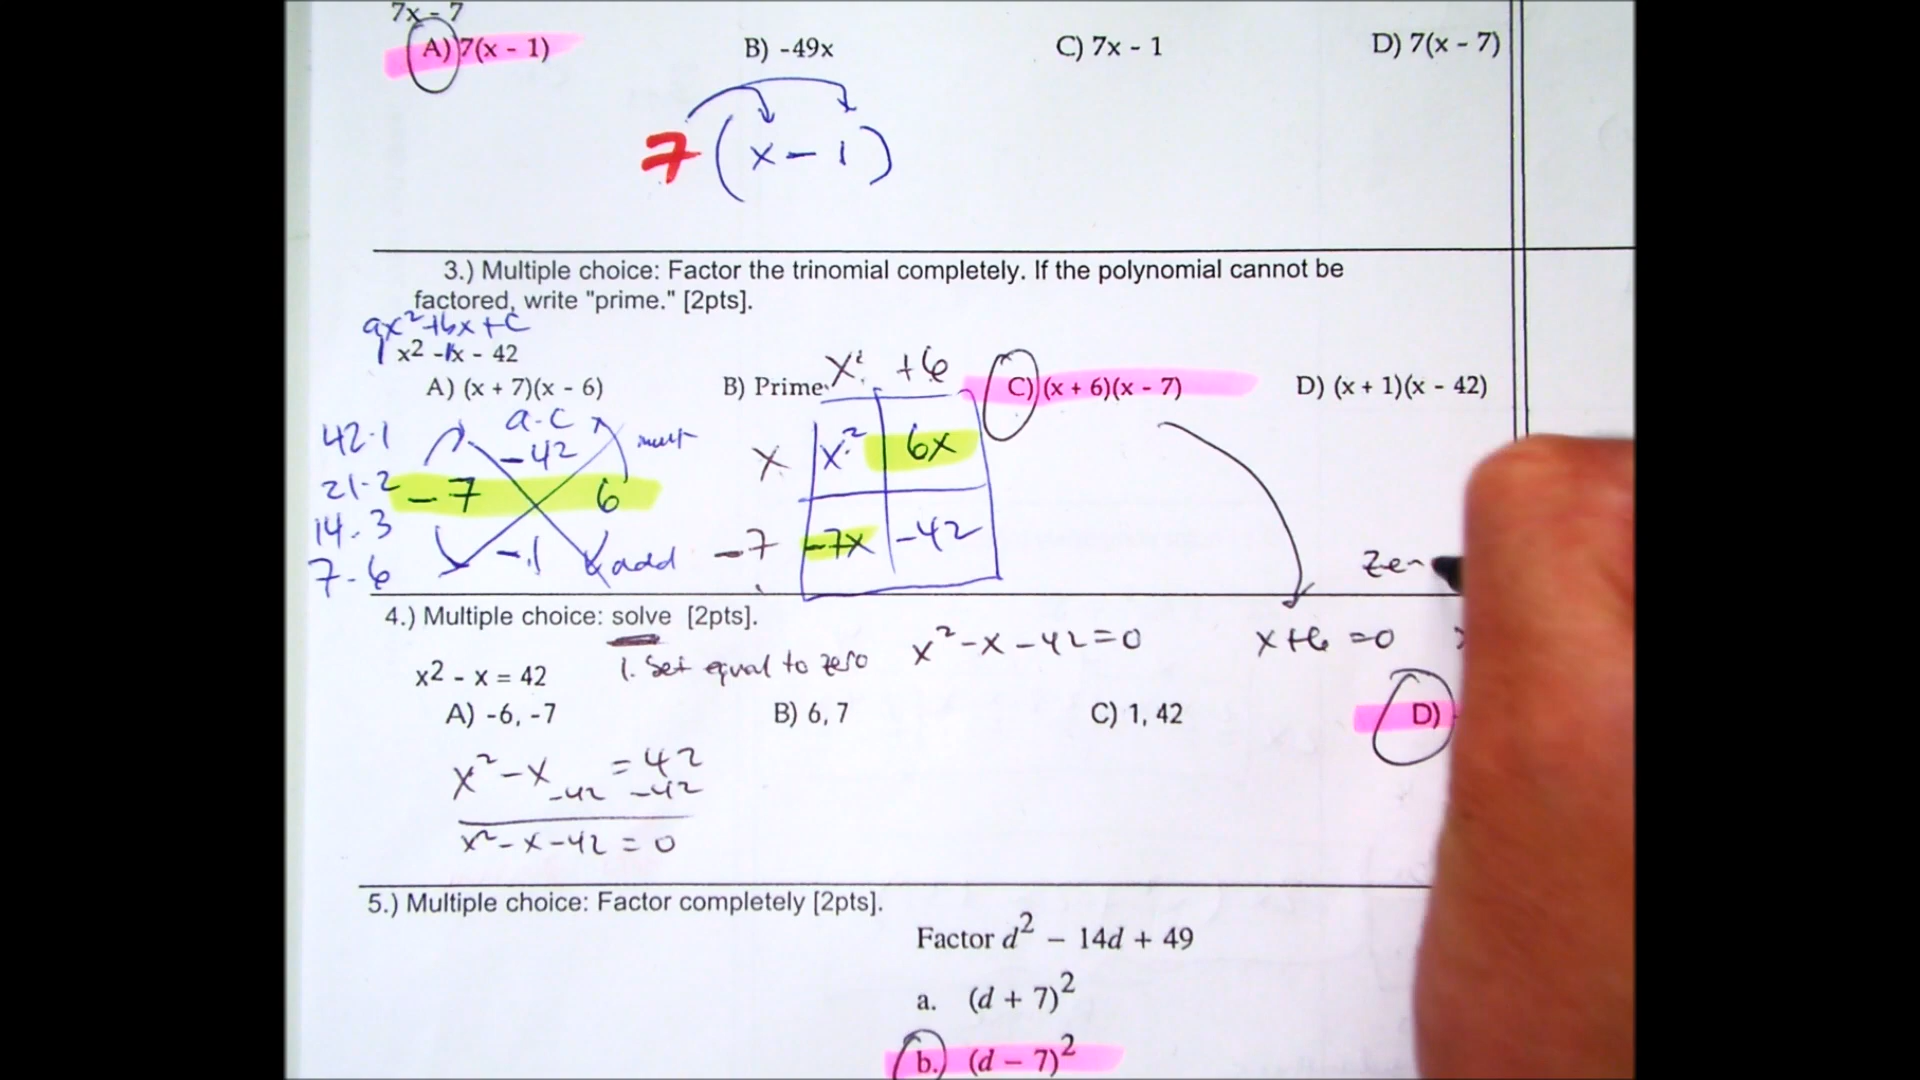 7x - 7
A) 7(x - 1) B) -49x C) 7x - 1 D) 7(x - 7)
7(x - 1)
3.) Multiple choice: Factor the trinomial completely. If the polynomial cannot be
factored, write "prime." [2pts].
ax² + bx + c
1x2 - 1x - 42
x² +6
A) (x + 7)(x - 6) B) Prime C) (x + 6)(x - 7) D) (x + 1)(x - 42)
42·1 a·c mult
-42
x x² 6x
21·2 -7 6
14·3
-7 -7x -42
7·6 -1 add
Zer
4.) Multiple choice: solve [2pts].
x² - x - 42 = 0 x + 6 = 0
1. Set equal to zero
x2 - x = 42
A) -6, -7 B) 6, 7 C) 1, 42 D)
x² - x = 42
-42 -42
x² - x - 42 = 0
5.) Multiple choice: Factor completely [2pts].
Factor d² − 14d + 49
a. (d + 7)²
b. (d − 7)²